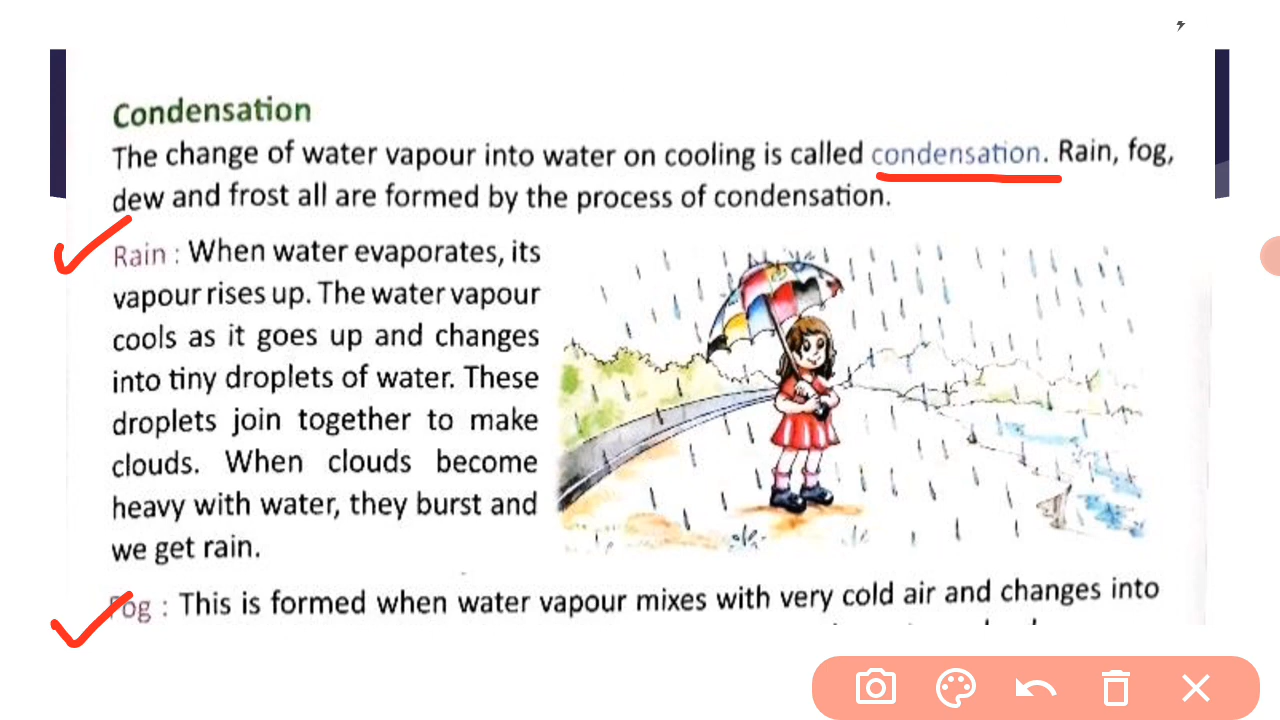 Condensation
The change of water vapour into water on cooling is called condensation. Rain, fog,
dew and frost all are formed by the process of condensation.
Rain : When water evaporates, its
vapour rises up. The water vapour
cools as it goes up and changes
into tiny droplets of water. These
droplets join together to make
clouds. When clouds become
heavy with water, they burst and
we get rain.
Fog : This is formed when water vapour mixes with very cold air and changes into